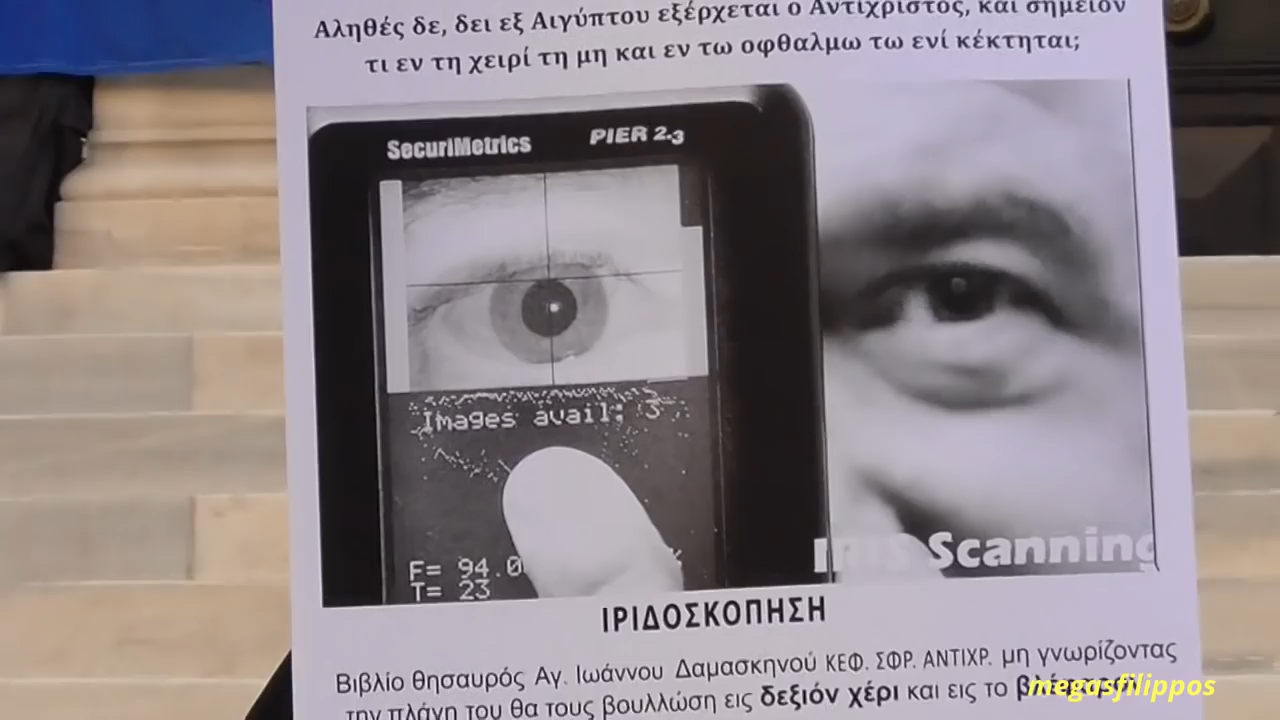 Αληθές δε, δει εξ Αιγύπτου εξέρχεται ο Αντίχριστος, και σημείον
τι εν τη χειρί τη μη και εν τω οφθαλμω τω ενί κέκτηται;
SecuriMetrics PIER 2.3
Images avail: 3
F= 94.0
T= 23
Iris Scanning
ΙΡΙΔΟΣΚΟΠΗΣΗ
Βιβλίο θησαυρός Αγ. Ιωάννου Δαμασκηνού ΚΕΦ. ΣΦΡ. ΑΝΤΙΧΡ. μη γνωρίζοντας
την πλάνη του θα τους βουλλώση εις δεξιόν χέρι και εις το
megasfilippos